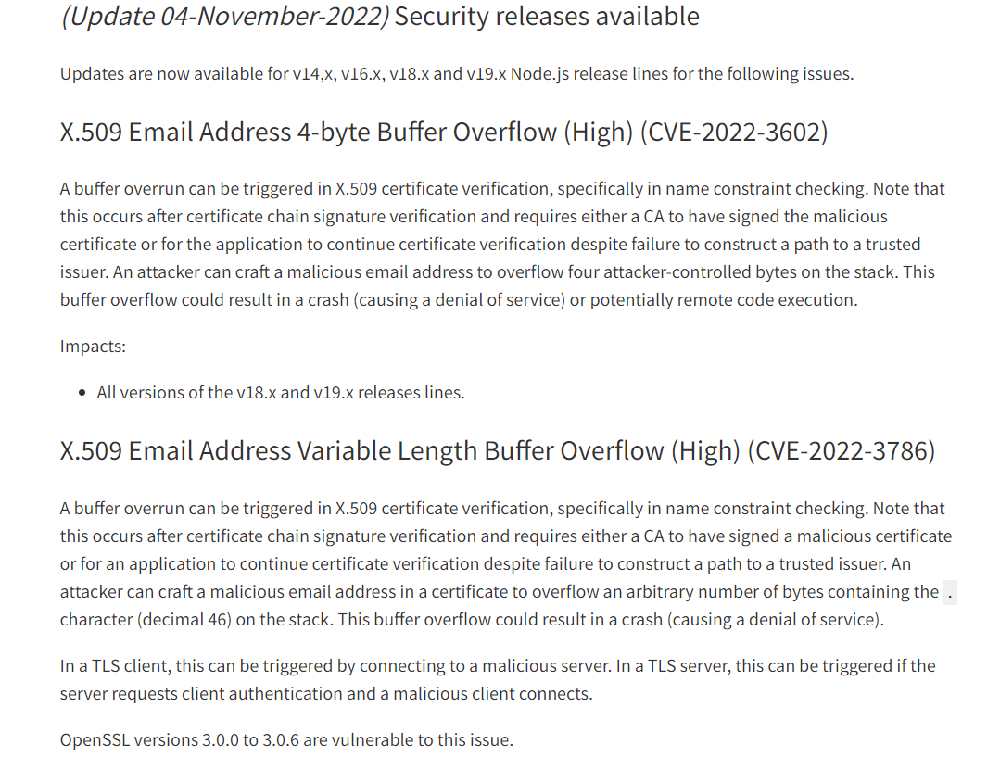 (Update 04-November-2022) Security releases available
Updates are now available for v14,x, v16.x, v18.x and v19.x Node.js release lines for the following issues.
X.509 Email Address 4-byte Buffer Overflow (High) (CVE-2022-3602)
A buffer overrun can be triggered in X.509 certificate verification, specifically in name constraint checking. Note that
this occurs after certificate chain signature verification and requires either a CA to have signed the malicious
certificate or for the application to continue certificate verification despite failure to construct a path to a trusted
issuer. An attacker can craft a malicious email address to overflow four attacker-controlled bytes on the stack. This
buffer overflow could result in a crash (causing a denial of service) or potentially remote code execution.
Impacts:
• All versions of the v18.x and v19.x releases lines.
X.509 Email Address Variable Length Buffer Overflow (High) (CVE-2022-3786)
A buffer overrun can be triggered in X.509 certificate verification, specifically in name constraint checking. Note that
this occurs after certificate chain signature verification and requires either a CA to have signed a malicious certificate
or for an application to continue certificate verification despite failure to construct a path to a trusted issuer. An
attacker can craft a malicious email address in a certificate to overflow an arbitrary number of bytes containing the .
character (decimal 46) on the stack. This buffer overflow could result in a crash (causing a denial of service).
In a TLS client, this can be triggered by connecting to a malicious server. In a TLS server, this can be triggered if the
server requests client authentication and a malicious client connects.
OpenSSL versions 3.0.0 to 3.0.6 are vulnerable to this issue.